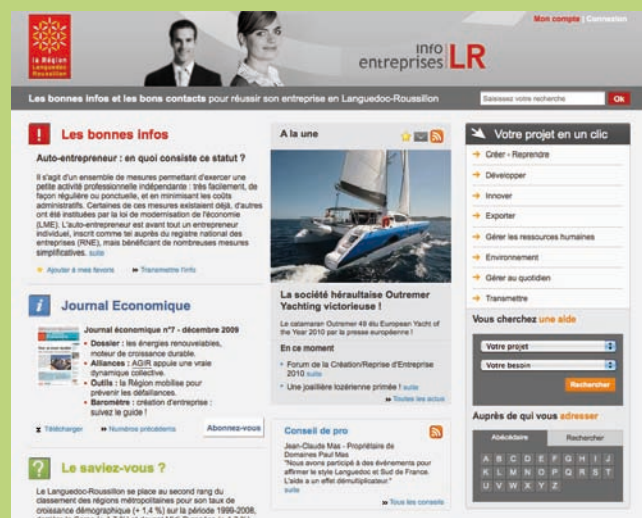 la Région
Languedoc
Roussillon
info
entreprises LR
Mon compte | Connexion
Les bonnes infos et les bons contacts pour réussir son entreprise en Languedoc-Roussillon
Saisissez votre recherche
Ok
! Les bonnes infos
Auto-entrepreneur : en quoi consiste ce statut ?
Il s'agit d'un ensemble de mesures permettant d'exercer une
petite activité professionnelle indépendante : très facilement, de
façon régulière ou ponctuelle, et en minimisant les coûts
administratifs. Certaines de ces mesures existaient déjà, d'autres
ont été instituées par la loi de modernisation de l'économie
(LME). L'auto-entrepreneur est avant tout un entrepreneur
individuel, inscrit comme tel auprès du registre national des
entreprises (RNE), mais bénéficiant de nombreuses mesures
simplificatives. suite
Ajouter à mes favoris
Transmettre l'info
i Journal Economique
Journal économique n°7 - décembre 2009
• Dossier : les énergies renouvelables,
moteur de croissance durable.
• Alliances : AGIR appuie une vraie
dynamique collective.
• Outils : la Région mobilise pour
prévenir les défaillances.
• Baromètre : création d'entreprise :
suivez le guide !
Télécharger
Numéros précédents
Abonnez-vous
? Le saviez-vous ?
Le Languedoc-Roussillon se place au second rang du
classement des régions métropolitaines pour son taux de
croissance démographique (+ 1,4 %) sur la période 1999-2008,
A la une
La société héraultaise Outremer
Yachting victorieuse !
Le catamaran Outremer 49 élu European Yacht of
the Year 2010 par la presse européenne !
En ce moment
• Forum de la Création/Reprise d'Entreprise
2010 suite
• Une joaillière lozérienne primée ! suite
Toutes les actus
Conseil de pro
Jean-Claude Mas - Propriétaire de
Domaines Paul Mas
"Nous avons participé à des événements pour
affirmer le style Languedoc et Sud de France.
L'aide a un effet démultiplicateur."
suite
Tous les conseils
Votre projet en un clic
Créer - Reprendre
Développer
Innover
Exporter
Gérer les ressources humaines
Environnement
Gérer au quotidien
Transmettre
Vous cherchez une aide
Votre projet
Votre besoin
Rechercher
Auprès de qui vous adresser
Abécédaire
Rechercher
A B C D E F G H I J
K L M N O P Q R S T
U V W X Y Z